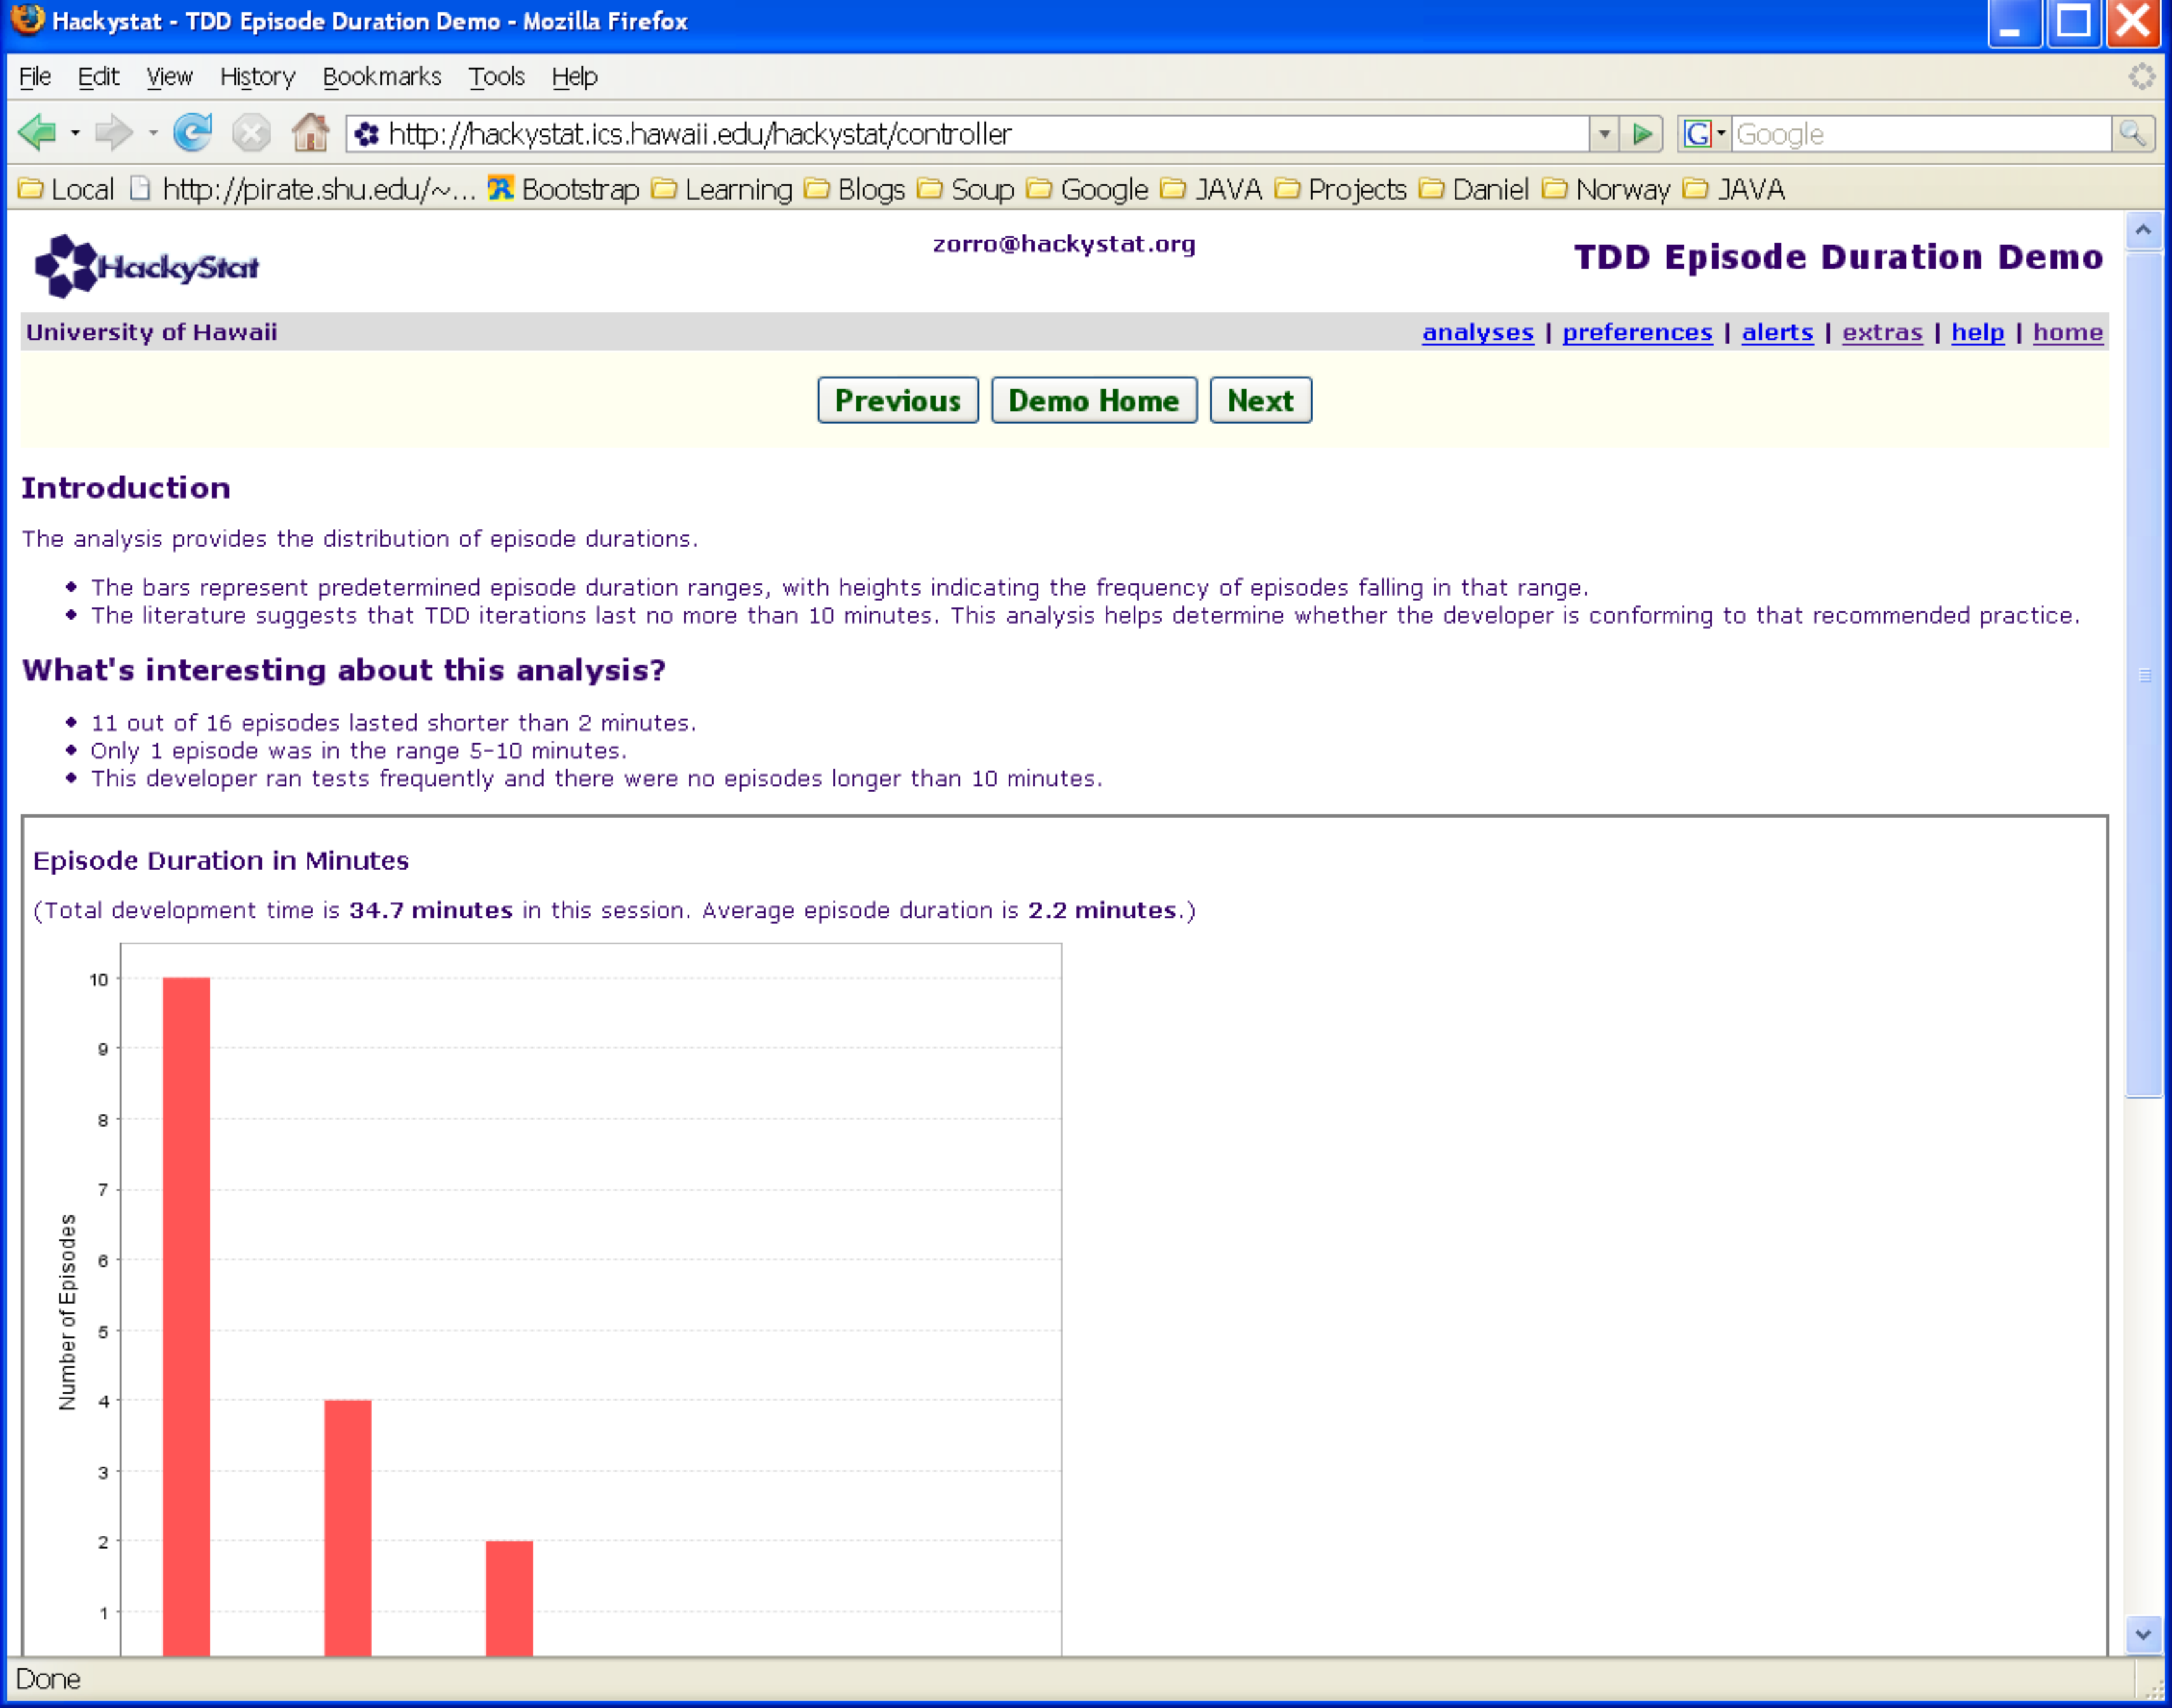 Hackystat - TDD Episode Duration Demo - Mozilla Firefox
File Edit View History Bookmarks Tools Help
http://hackystat.ics.hawaii.edu/hackystat/controller
G Google
Local http://pirate.shu.edu/~... Bootstrap Learning Blogs Soup Google JAVA Projects Daniel Norway JAVA
HackyStat
zorro@hackystat.org
TDD Episode Duration Demo
University of Hawaii
analyses | preferences | alerts | extras | help | home
Previous Demo Home Next
Introduction
The analysis provides the distribution of episode durations.
The bars represent predetermined episode duration ranges, with heights indicating the frequency of episodes falling in that range.
The literature suggests that TDD iterations last no more than 10 minutes. This analysis helps determine whether the developer is conforming to that recommended practice.
What's interesting about this analysis?
11 out of 16 episodes lasted shorter than 2 minutes.
Only 1 episode was in the range 5-10 minutes.
This developer ran tests frequently and there were no episodes longer than 10 minutes.
Episode Duration in Minutes
(Total development time is 34.7 minutes in this session. Average episode duration is 2.2 minutes.)
10
9
8
7
6
5
4
3
2
1
Number of Episodes
Done